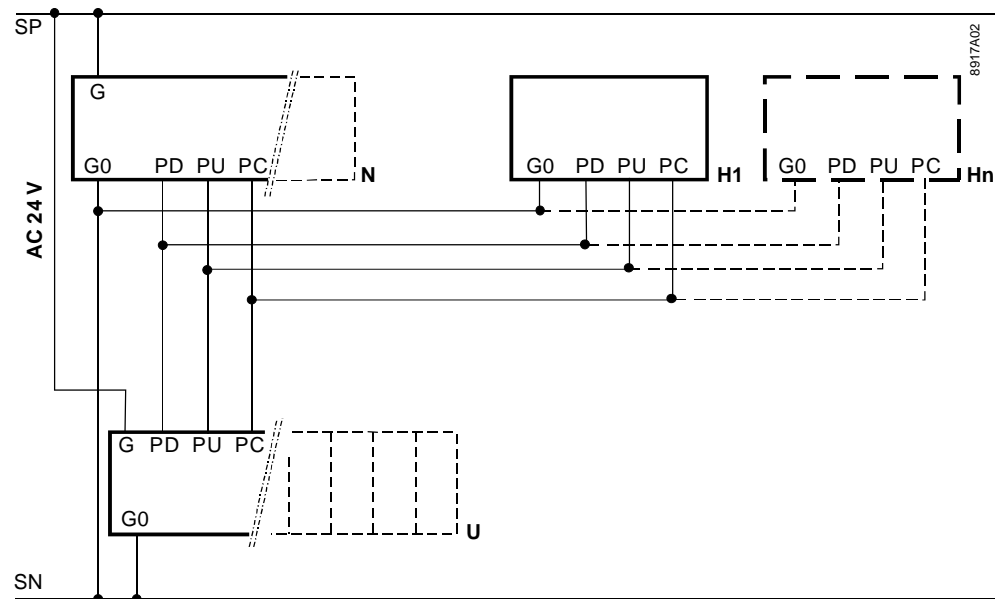 SP
8917A02
G
G0 PD PU PC
N
G0 PD PU PC
H1
G0 PD PU PC
Hn
AC 24 V
G PD PU PC
G0
U
SN